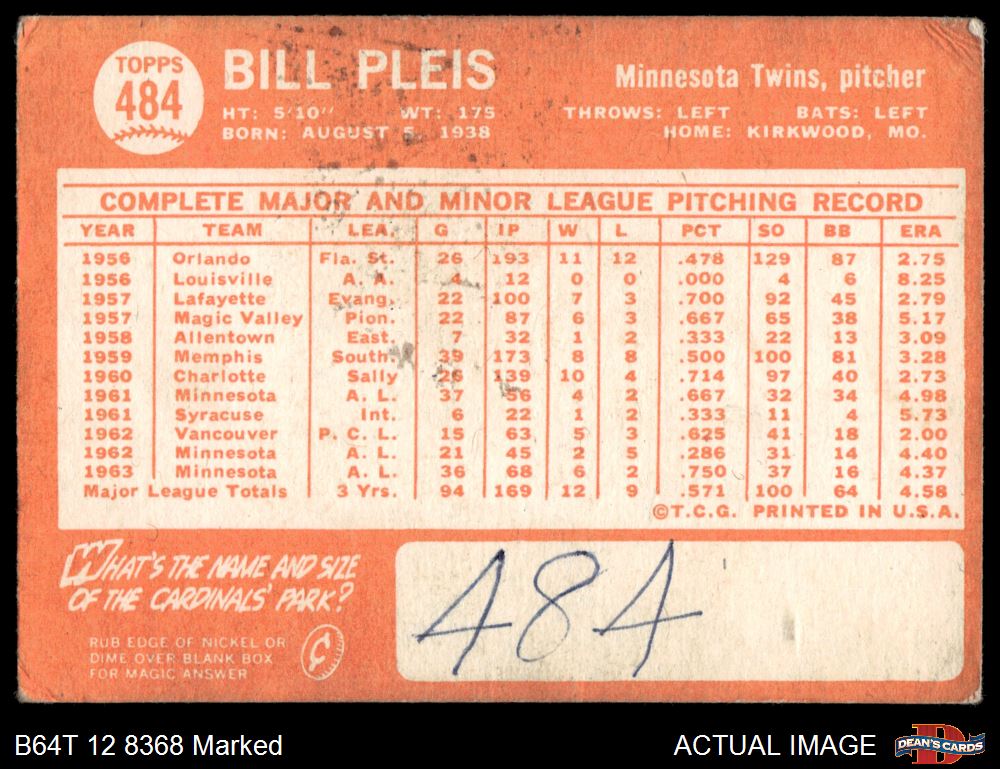 TOPPS
484
BILL PLEIS
Minnesota Twins, pitcher
HT: 5'10" WT: 175 THROWS: LEFT BATS: LEFT
BORN: AUGUST 5, 1938 HOME: KIRKWOOD, MO.
COMPLETE MAJOR AND MINOR LEAGUE PITCHING RECORD
YEAR TEAM LEA. G IP W L PCT SO BB ERA
1956 Orlando Fla. St. 26 193 11 12 .478 129 87 2.75
1956 Louisville A. A. 4 12 0 0 .000 4 6 8.25
1957 Lafayette Evang. 22 100 7 3 .700 92 45 2.79
1957 Magic Valley Pion. 22 87 6 3 .667 65 38 5.17
1958 Allentown East. 7 32 1 2 .333 22 13 3.09
1959 Memphis South. 39 173 8 8 .500 100 81 3.28
1960 Charlotte Sally 26 139 10 4 .714 97 40 2.73
1961 Minnesota A. L. 37 56 4 2 .667 32 34 4.98
1961 Syracuse Int. 6 22 1 2 .333 11 4 5.73
1962 Vancouver P. C. L. 15 63 5 3 .625 41 18 2.00
1962 Minnesota A. L. 21 45 2 5 .286 31 14 4.40
1963 Minnesota A. L. 36 68 6 2 .750 37 16 4.37
Major League Totals 3 Yrs. 94 169 12 9 .571 100 64 4.58
©T.C.G. PRINTED IN U.S.A.
WHAT'S THE NAME AND SIZE
OF THE CARDINALS' PARK?
RUB EDGE OF NICKEL OR
DIME OVER BLANK BOX
FOR MAGIC ANSWER
484
B64T 12 8368 Marked
ACTUAL IMAGE
DEAN'S CARDS